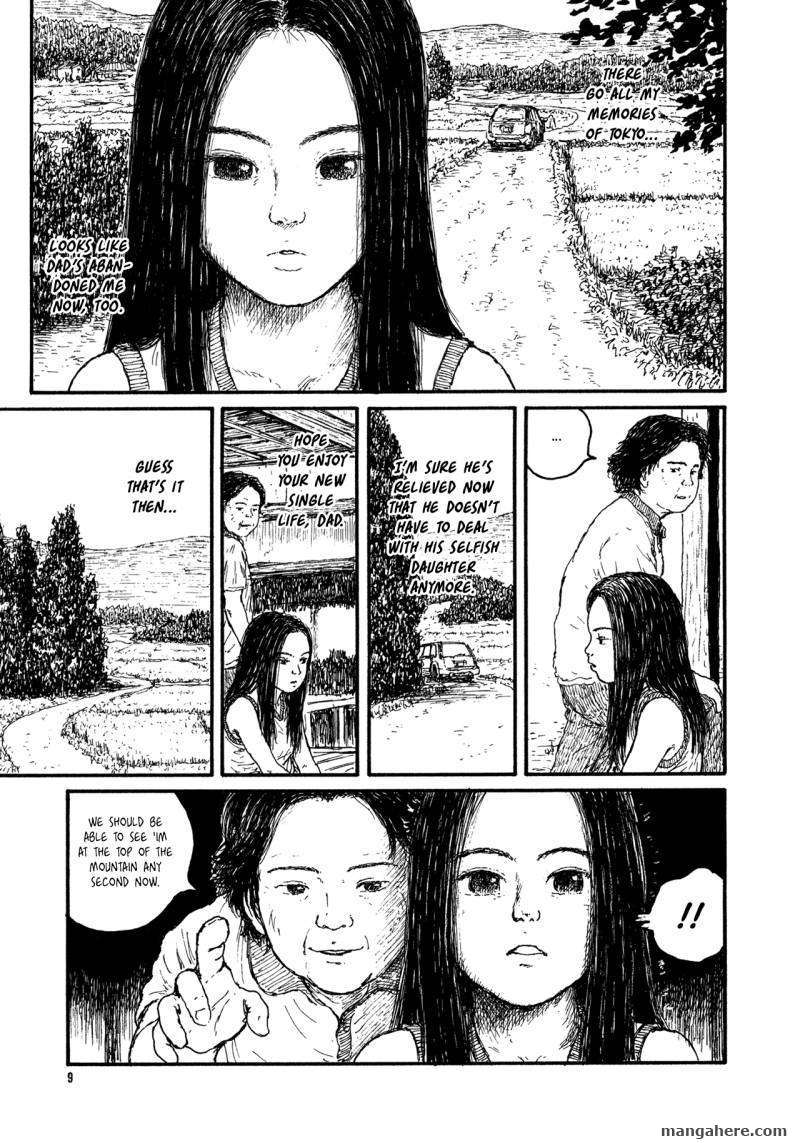 THERE
GO ALL MY
MEMORIES
OF TOKYO...
LOOKS LIKE
DAD'S ABAN-
DONED ME
NOW, TOO.
...
I'M SURE HE'S
RELIEVED NOW
THAT HE DOESN'T
HAVE TO DEAL
WITH HIS SELFISH
DAUGHTER
ANYMORE.
HOPE
YOU ENJOY
YOUR NEW
SINGLE
LIFE, DAD.
GUESS
THAT'S IT
THEN...
!!
WE SHOULD BE
ABLE TO SEE 'IM
AT THE TOP OF THE
MOUNTAIN ANY
SECOND NOW.
9
mangahere.com